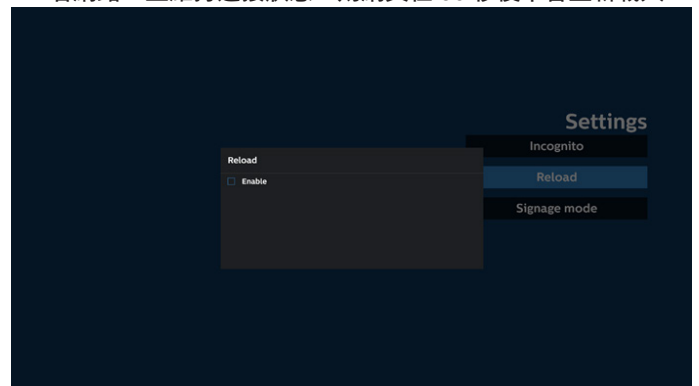 Settings
Incognito
Reload
Reload
Enable
Signage mode